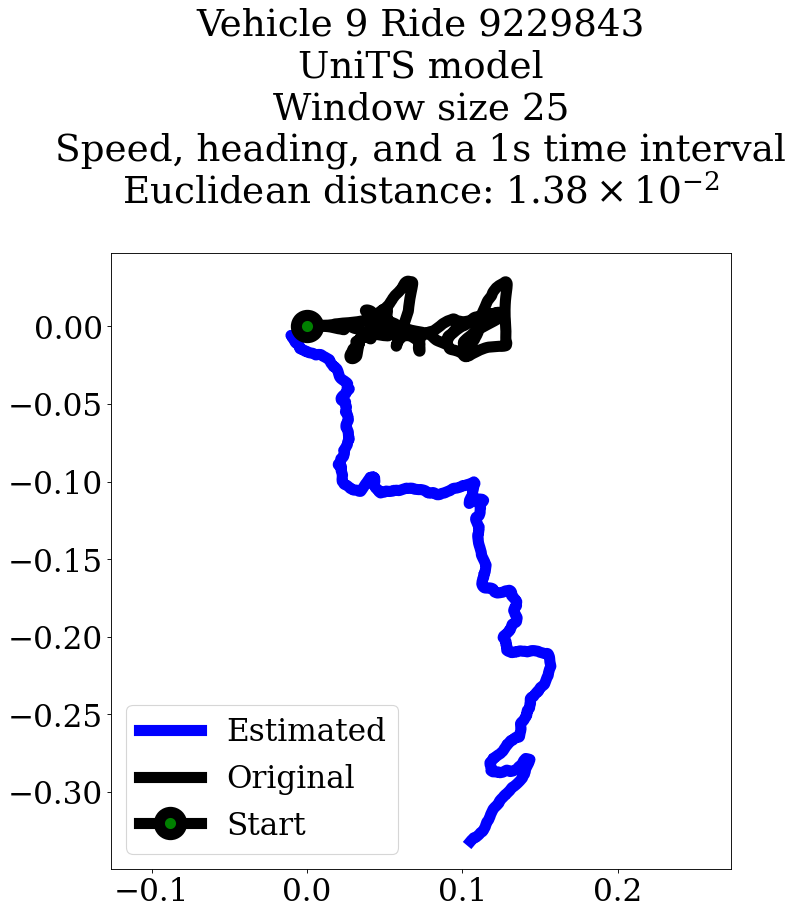 Vehicle 9 Ride 9229843
UniTS model
Window size 25
Speed, heading, and a 1s time interval
Euclidean distance: 1.38 × 10⁻²
0.00
−0.05
−0.10
−0.15
−0.20
−0.25
−0.30
Estimated
Original
Start
−0.1 0.0 0.1 0.2